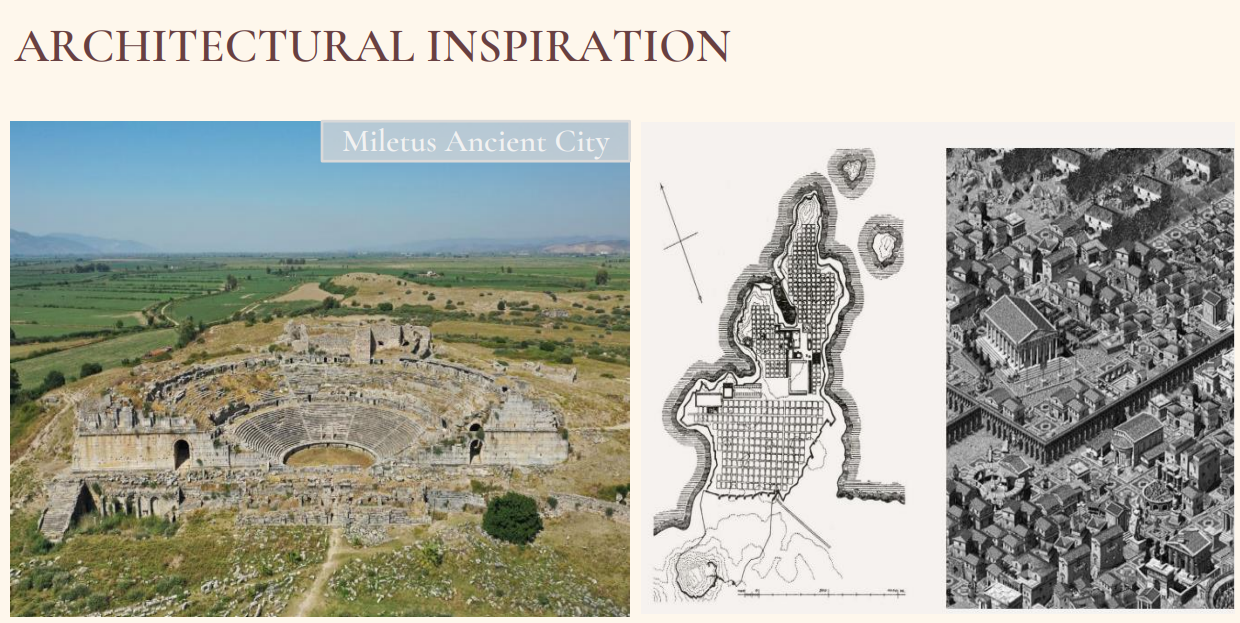 ARCHITECTURAL INSPIRATION
Miletus Ancient City